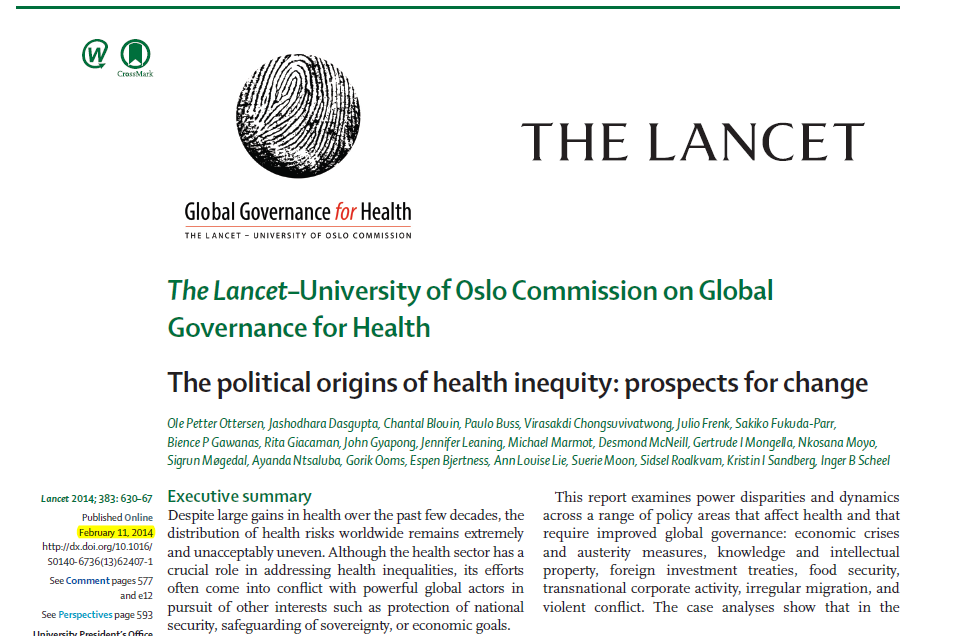 W
CrossMark
THE LANCET
Global Governance for Health
THE LANCET – UNIVERSITY OF OSLO COMMISSION
The Lancet–University of Oslo Commission on Global
Governance for Health
The political origins of health inequity: prospects for change
Ole Petter Ottersen, Jashodhara Dasgupta, Chantal Blouin, Paulo Buss, Virasakdi Chongsuvivatwong, Julio Frenk, Sakiko Fukuda-Parr,
Bience P Gawanas, Rita Giacaman, John Gyapong, Jennifer Leaning, Michael Marmot, Desmond McNeill, Gertrude I Mongella, Nkosana Moyo,
Sigrun Møgedal, Ayanda Ntsaluba, Gorik Ooms, Espen Bjertness, Ann Louise Lie, Suerie Moon, Sidsel Roalkvam, Kristin I Sandberg, Inger B Scheel
Lancet 2014; 383: 630–67
Published Online
February 11, 2014
http://dx.doi.org/10.1016/
S0140-6736(13)62407-1
See Comment pages 577
and e12
See Perspectives page 593
University President's Office
Executive summary
Despite large gains in health over the past few decades, the
distribution of health risks worldwide remains extremely
and unacceptably uneven. Although the health sector has a
crucial role in addressing health inequalities, its efforts
often come into conflict with powerful global actors in
pursuit of other interests such as protection of national
security, safeguarding of sovereignty, or economic goals.
This report examines power disparities and dynamics
across a range of policy areas that affect health and that
require improved global governance: economic crises
and austerity measures, knowledge and intellectual
property, foreign investment treaties, food security,
transnational corporate activity, irregular migration, and
violent conflict. The case analyses show that in the